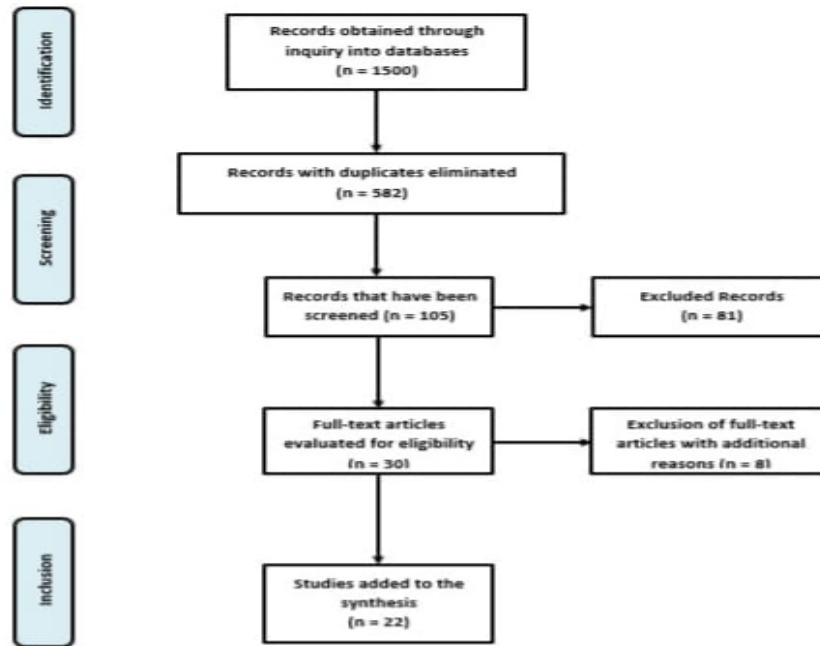 Identification
Records obtained through
inquiry into databases
(n = 1500)
Records with duplicates eliminated
(n = 582)
Screening
Records that have been
screened (n = 105)
Excluded Records
(n = 81)
Eligibility
Full-text articles
evaluated for eligibility
(n = 30)
Exclusion of full-text
articles with additional
reasons (n = 8)
Inclusion
Studies added to the
synthesis
(n = 22)